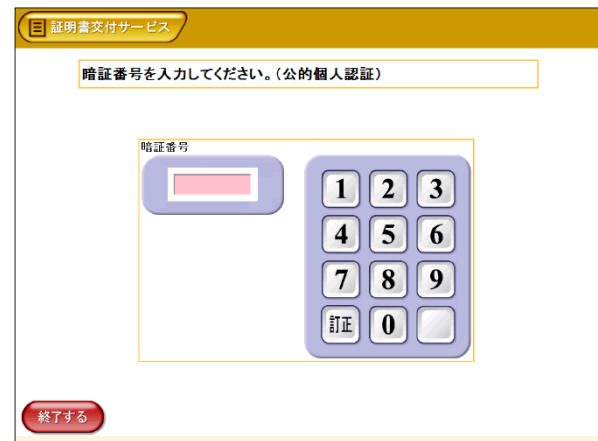 証明書交付サービス
暗証番号を入力してください。（公的個人認証）
暗証番号
1 2 3
4 5 6
7 8 9
訂正 0
終了する